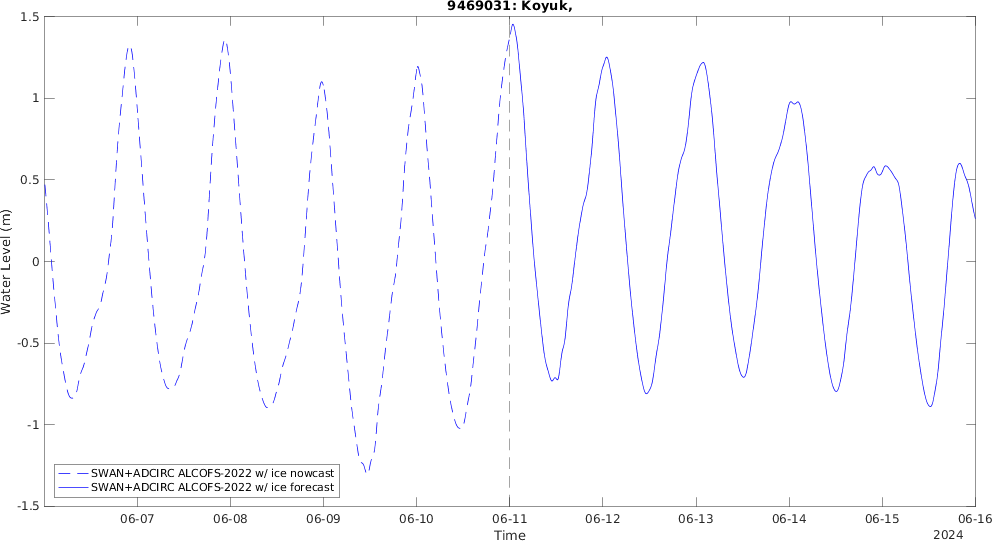 9469031: Koyuk,
Water Level (m)
1.5
1
0.5
0
-0.5
-1
-1.5
SWAN+ADCIRC ALCOFS-2022 w/ ice nowcast
SWAN+ADCIRC ALCOFS-2022 w/ ice forecast
06-07 06-08 06-09 06-10 06-11 06-12 06-13 06-14 06-15 06-16
Time
2024